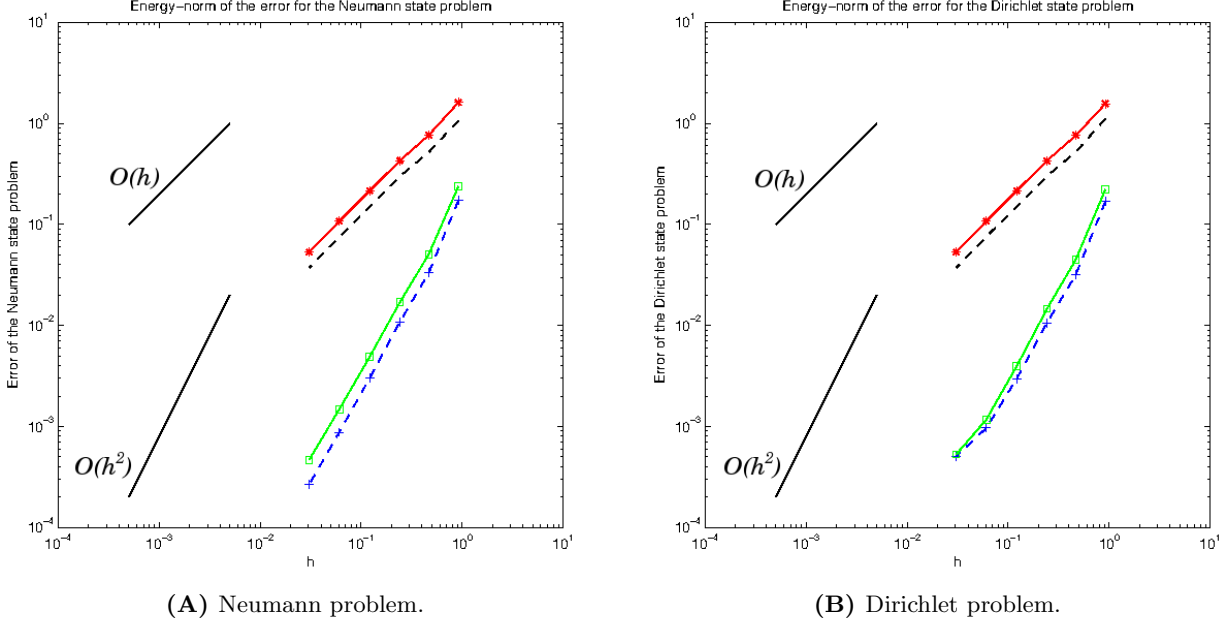 Energy-norm of the error for the Neumann state problem
Error of the Neumann state problem
10^1
10^0
10^-1
10^-2
10^-3
10^-4
O(h)
O(h^2)
10^-4 10^-3 10^-2 10^-1 10^0 10^1
h
(A) Neumann problem.
Energy-norm of the error for the Dirichlet state problem
Error of the Dirichlet state problem
10^1
10^0
10^-1
10^-2
10^-3
10^-4
O(h)
O(h^2)
10^-4 10^-3 10^-2 10^-1 10^0 10^1
h
(B) Dirichlet problem.